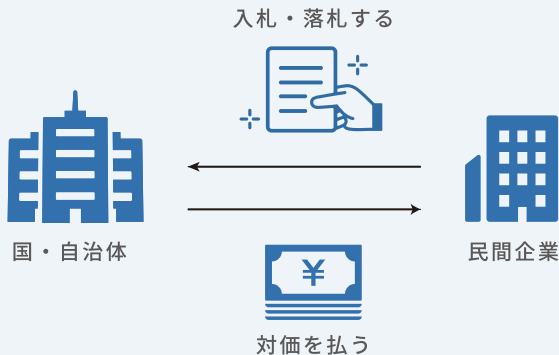 入札・落札する
国・自治体
民間企業
¥
対価を払う